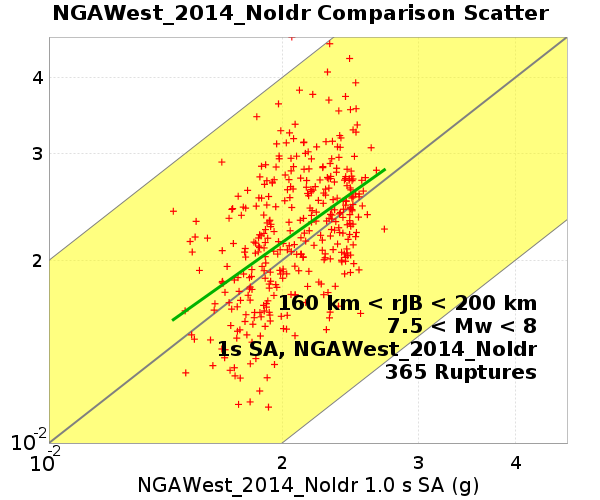 NGAWest_2014_NoIdr Comparison Scatter
4
3
2
10-2
160 km < rJB < 200 km
7.5 < Mw < 8
1s SA, NGAWest_2014_NoIdr
365 Ruptures
10-2
2
3
4
NGAWest_2014_NoIdr 1.0 s SA (g)